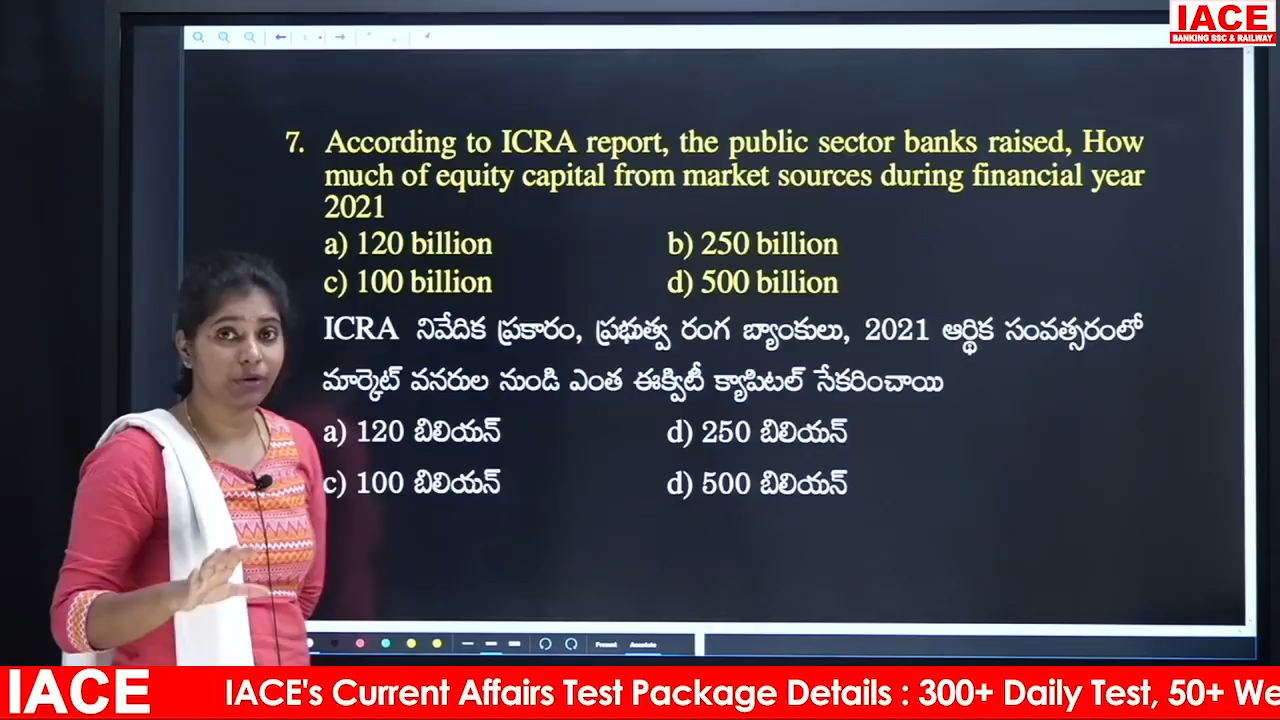 IACE
BANKING SSC & RAILWAY
7. According to ICRA report, the public sector banks raised, How
much of equity capital from market sources during financial year
2021
a) 120 billion b) 250 billion
c) 100 billion d) 500 billion
ICRA నివేదిక ప్రకారం, ప్రభుత్వ రంగ బ్యాంకులు, 2021 ఆర్థిక సంవత్సరంలో
మార్కెట్ వనరుల నుండి ఎంత ఈక్విటీ క్యాపిటల్ సేకరించాయి
a) 120 బిలియన్ d) 250 బిలియన్
c) 100 బిలియన్ d) 500 బిలియన్
Present Annotate
IACE IACE's Current Affairs Test Package Details : 300+ Daily Test, 50+ We